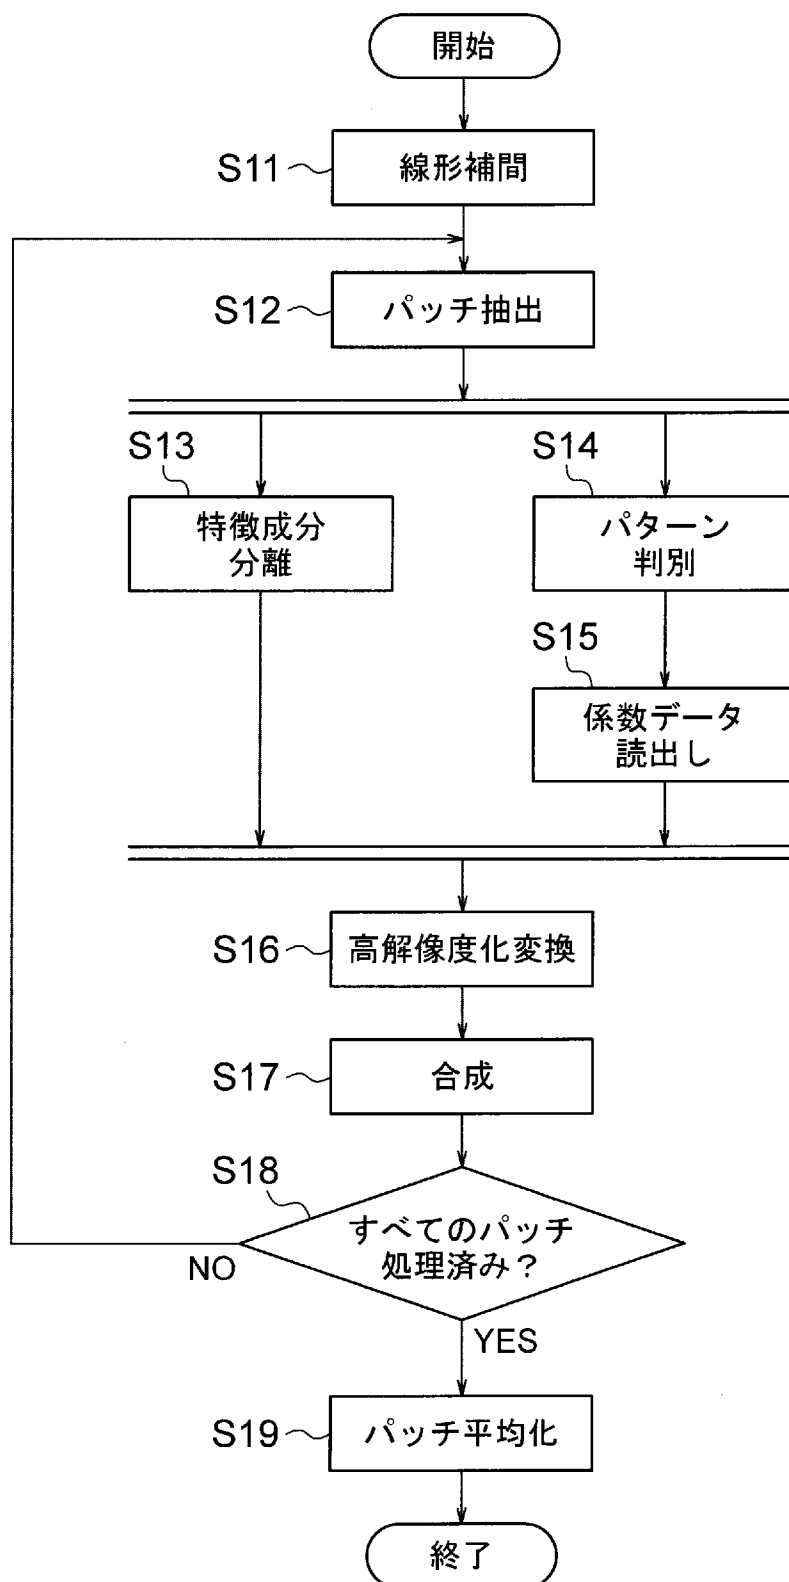 開始
S11
線形補間
S12
パッチ抽出
S13
特徴成分
分離
S14
パターン
判別
S15
係数データ
読出し
S16
高解像度化変換
S17
合成
S18
すべてのパッチ
処理済み?
NO
YES
S19
パッチ平均化
終了